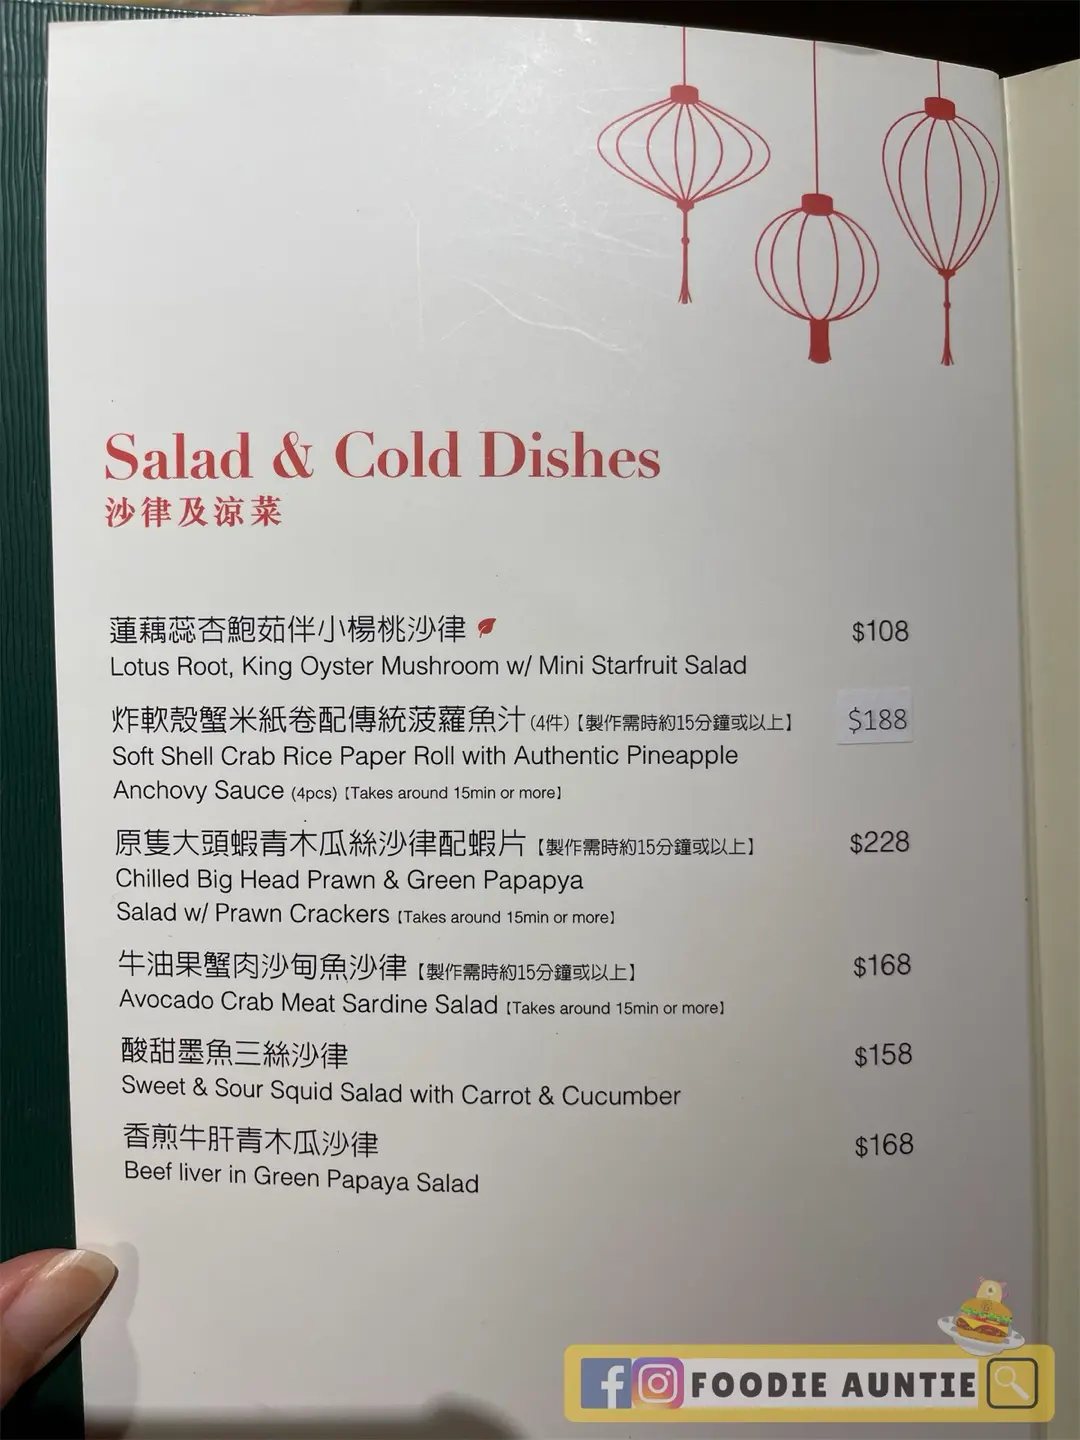 Salad & Cold Dishes
沙律及涼菜
蓮藕蕊杏鮑茹伴小楊桃沙律 $108
Lotus Root, King Oyster Mushroom w/ Mini Starfruit Salad
炸軟殼蟹米紙卷配傳統菠蘿魚汁(4件)【製作需時約15分鐘或以上】 $188
Soft Shell Crab Rice Paper Roll with Authentic Pineapple
Anchovy Sauce (4pcs)【Takes around 15min or more】
原隻大頭蝦青木瓜絲沙律配蝦片【製作需時約15分鐘或以上】 $228
Chilled Big Head Prawn & Green Papapya
Salad w/ Prawn Crackers【Takes around 15min or more】
牛油果蟹肉沙甸魚沙律【製作需時約15分鐘或以上】 $168
Avocado Crab Meat Sardine Salad【Takes around 15min or more】
酸甜墨魚三絲沙律 $158
Sweet & Sour Squid Salad with Carrot & Cucumber
香煎牛肝青木瓜沙律 $168
Beef liver in Green Papaya Salad
FOODIE AUNTIE